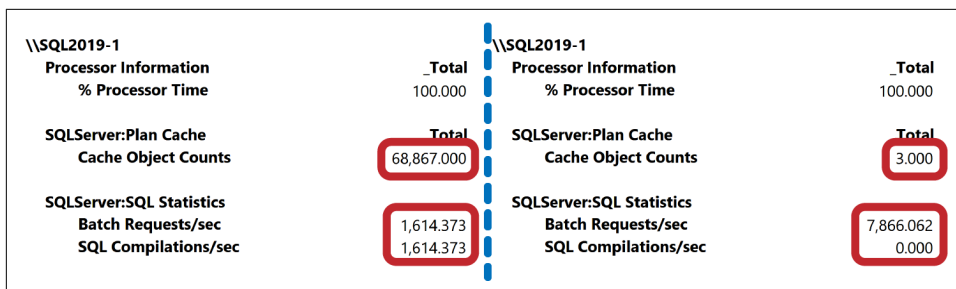 \\SQL2019-1
Processor Information _Total
% Processor Time 100.000
SQLServer:Plan Cache _Total
Cache Object Counts 68,867.000
SQLServer:SQL Statistics
Batch Requests/sec 1,614.373
SQL Compilations/sec 1,614.373
\\SQL2019-1
Processor Information _Total
% Processor Time 100.000
SQLServer:Plan Cache _Total
Cache Object Counts 3.000
SQLServer:SQL Statistics
Batch Requests/sec 7,866.062
SQL Compilations/sec 0.000